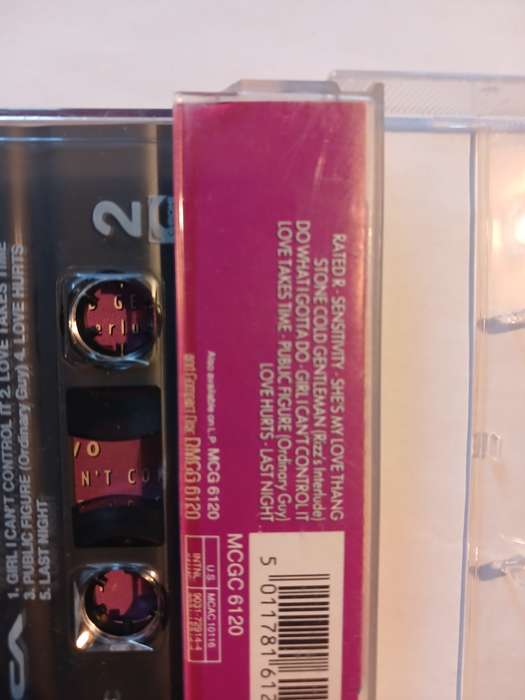 2
1. GIRL I CAN'T CONTROL IT 2. LOVE TAKES TIME
3. PUBLIC FIGURE (Ordinary Guy) 4. LOVE HURTS
5. LAST NIGHT
N'T CO
RATED R · SENSITIVITY · SHE'S MY LOVE THANG
STONE COLD GENTLEMAN (Rizz's Interlude)
DO WHAT I GOTTA DO · GIRL I CAN'T CONTROL IT
LOVE TAKES TIME · PUBLIC FIGURE (Ordinary Guy)
LOVE HURTS · LAST NIGHT
Also available on L.P. MCG 6120
and Compact Disc DMCG 6120
MCGC 6120
U.S. MCAC 10116
INTNL
5 011781 612